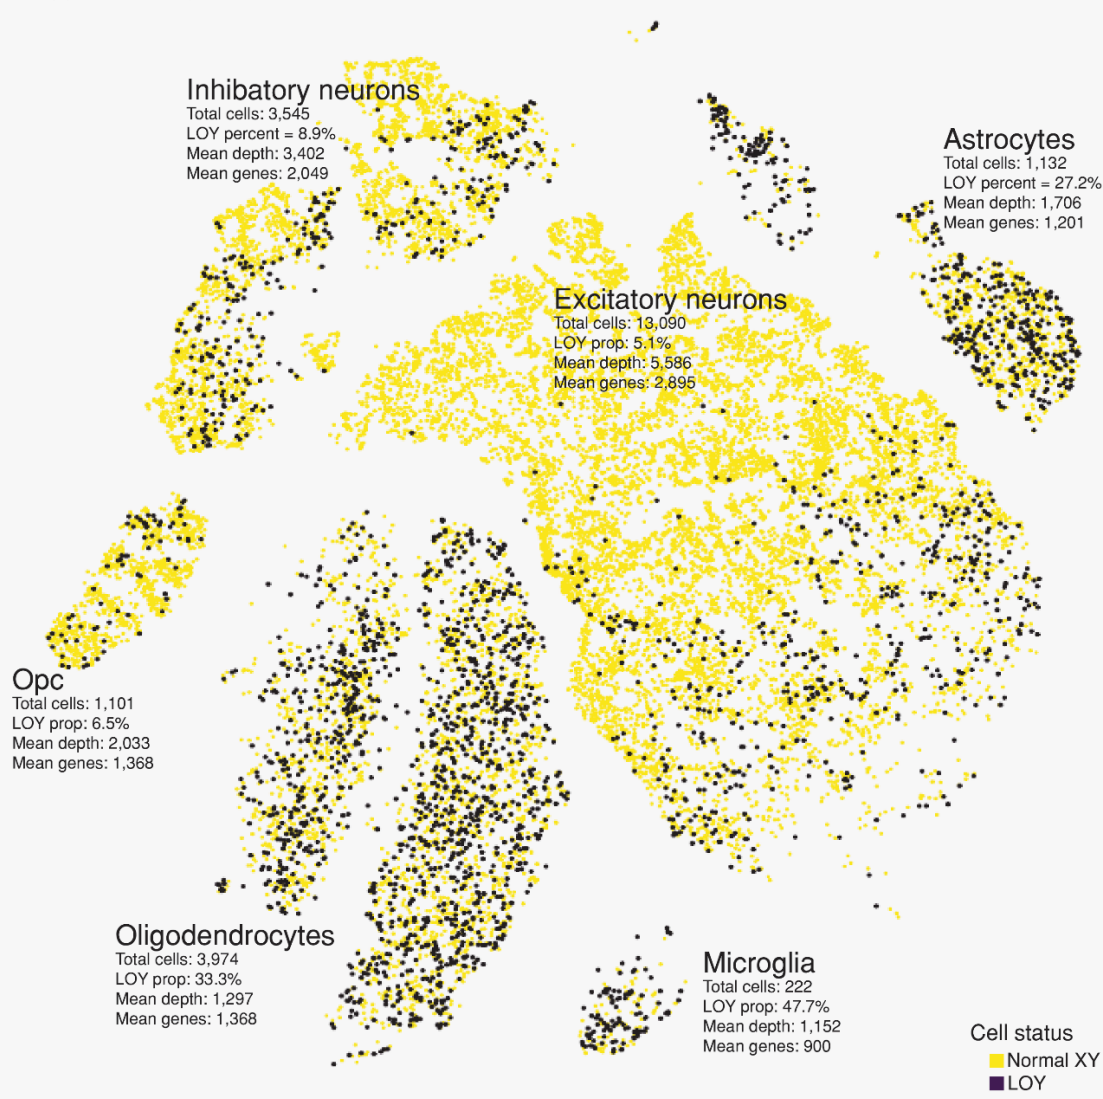 Inhibatory neurons
Total cells: 3,545
LOY percent = 8.9%
Mean depth: 3,402
Mean genes: 2,049
Astrocytes
Total cells: 1,132
LOY percent = 27.2%
Mean depth: 1,706
Mean genes: 1,201
Excitatory neurons
Total cells: 13,090
LOY prop: 5.1%
Mean depth: 5,586
Mean genes: 2,895
Opc
Total cells: 1,101
LOY prop: 6.5%
Mean depth: 2,033
Mean genes: 1,368
Oligodendrocytes
Total cells: 3,974
LOY prop: 33.3%
Mean depth: 1,297
Mean genes: 1,368
Microglia
Total cells: 222
LOY prop: 47.7%
Mean depth: 1,152
Mean genes: 900
Cell status
Normal XY
LOY